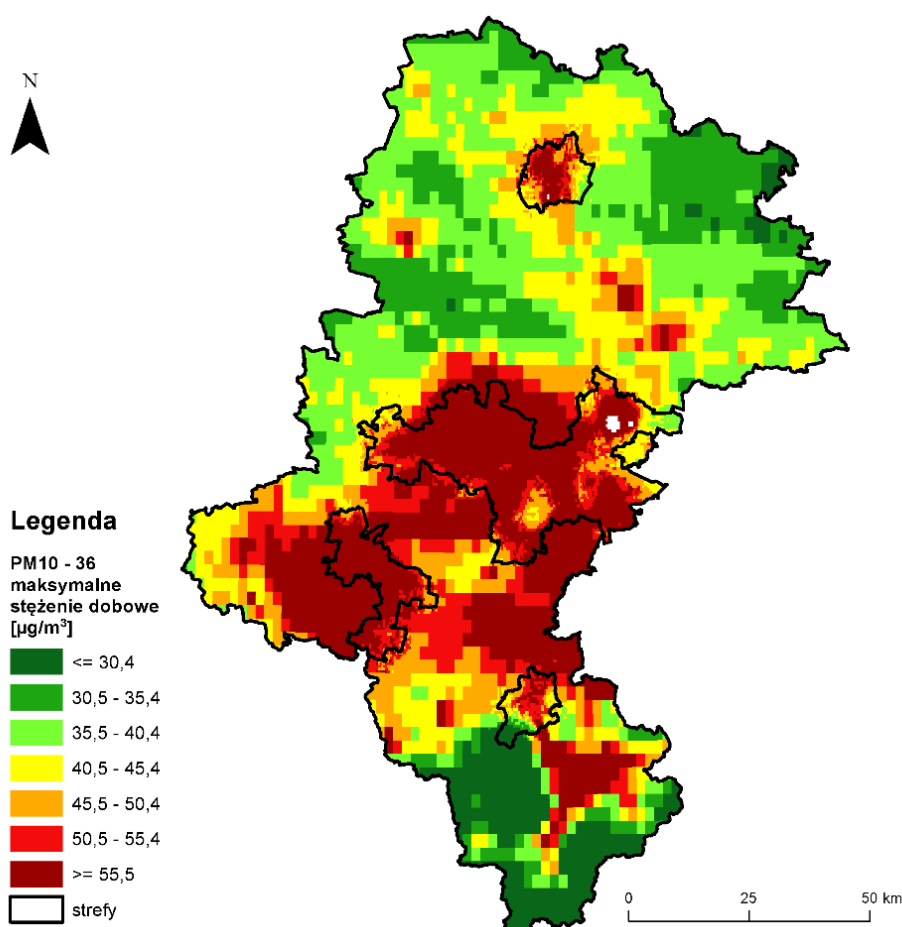 N
Legenda
PM10 - 36
maksymalne
stężenie dobowe
[µg/m³]
<= 30,4
30,5 - 35,4
35,5 - 40,4
40,5 - 45,4
45,5 - 50,4
50,5 - 55,4
>= 55,5
strefy
0 25 50 km